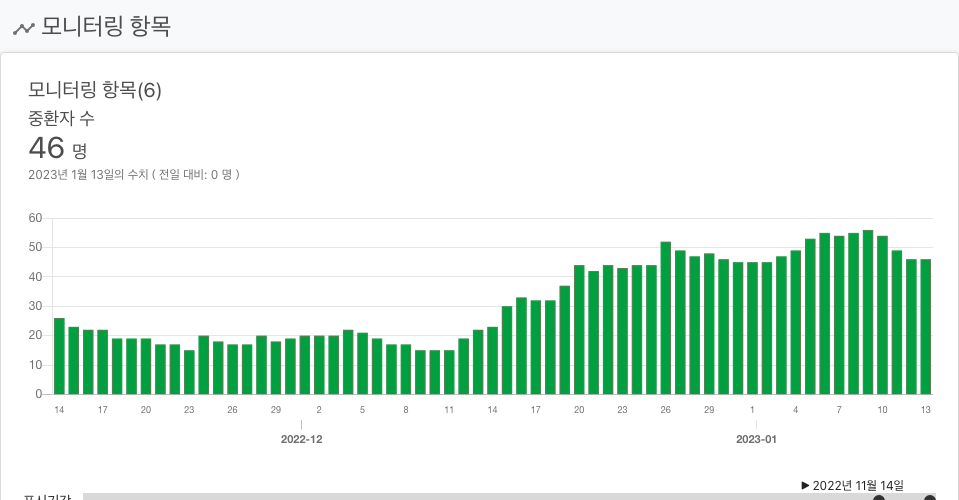 모니터링 항목
모니터링 항목(6)
중환자 수
46 명
2023년 1월 13일의 수치 ( 전일 대비: 0 명 )
60
50
40
30
20
10
0
14 17 20 23 26 29 2 5 8 11 14 17 20 23 26 29 1 4 7 10 13
2022-12 2023-01
▶ 2022년 11월 14일
표시기간